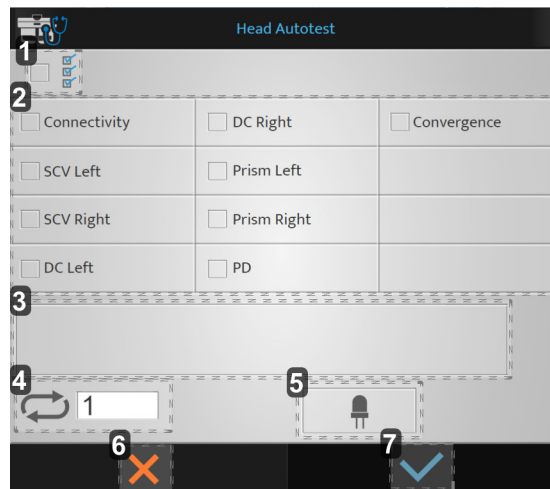 Head Autotest
1
2
Connectivity DC Right Convergence
SCV Left Prism Left
SCV Right Prism Right
DC Left PD
3
4
5
1
6
7